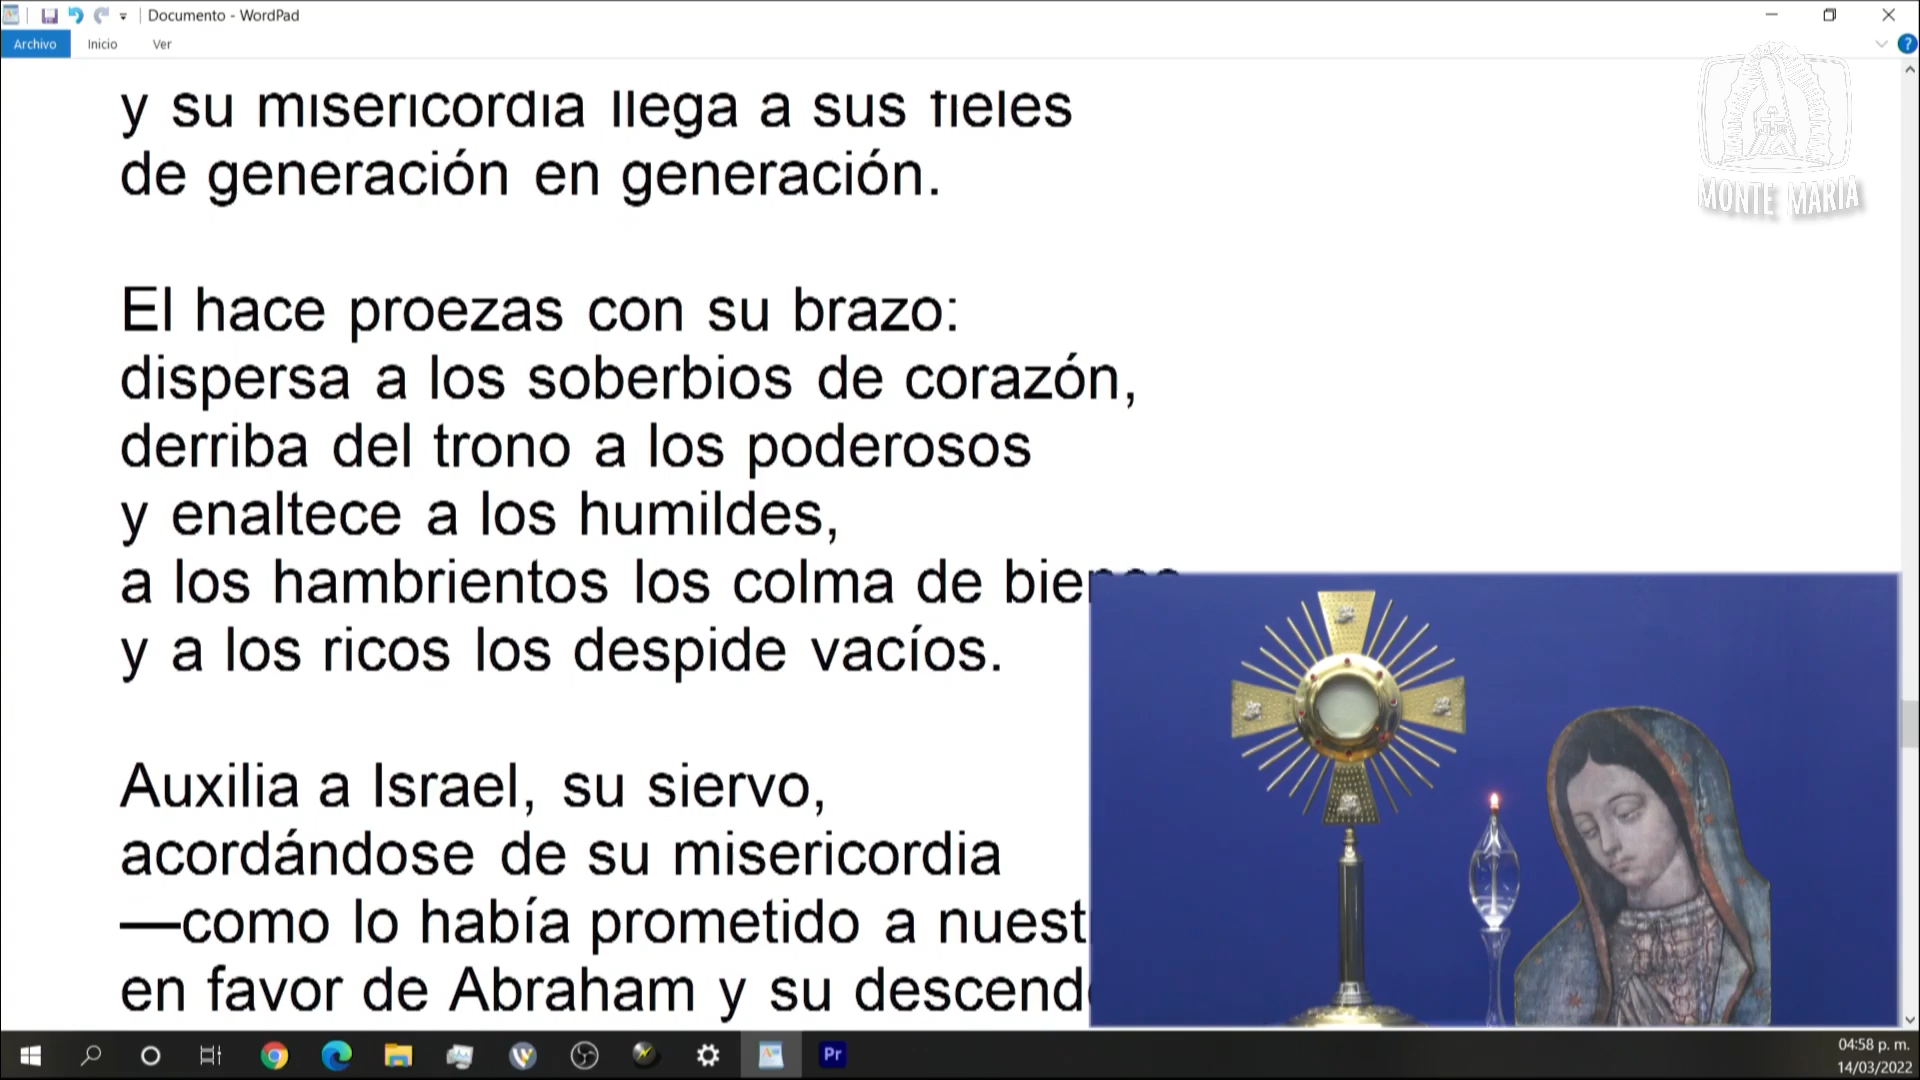 Documento - WordPad
Archivo Inicio Ver
MONTE MARIA
y su misericordia llega a sus fieles
de generación en generación.
El hace proezas con su brazo:
dispersa a los soberbios de corazón,
derriba del trono a los poderosos
y enaltece a los humildes,
a los hambrientos los colma de
y a los ricos los despide vacíos.
Auxilia a Israel, su siervo,
acordándose de su misericordia
—como lo había prometido a
en favor de Abraham y su
Pr
04:58 p. m.
14/03/2022